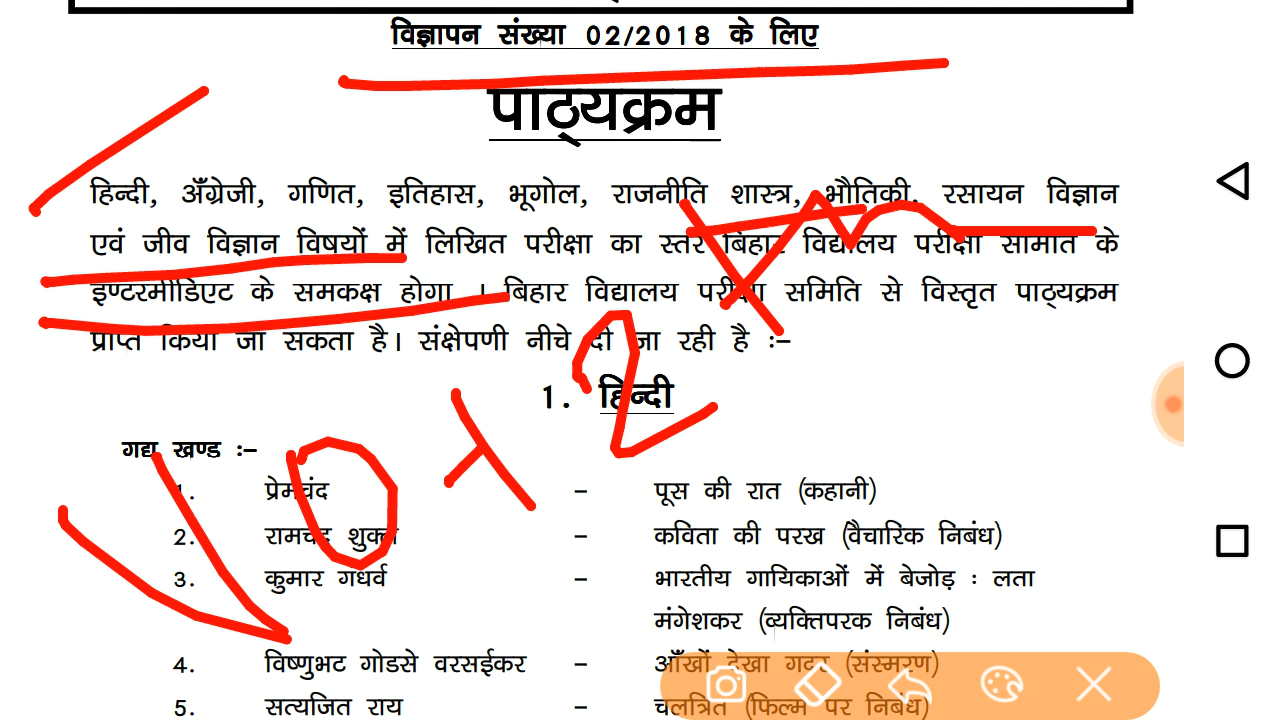 विज्ञापन संख्या 02/2018 के लिए
पाठ्यक्रम
हिन्दी, अँग्रेजी, गणित, इतिहास, भूगोल, राजनीति शास्त्र, भौतिकी, रसायन विज्ञान
एवं जीव विज्ञान विषयों में लिखित परीक्षा का स्तर बिहार विद्यालय परीक्षा समिति के
इण्टरमीडिएट के समकक्ष होगा । बिहार विद्यालय परीक्षा समिति से विस्तृत पाठ्यक्रम
प्राप्त किया जा सकता है। संक्षेपणी नीचे दी जा रही है :–
1. हिन्दी
गद्य खण्ड :–
1. प्रेमचंद – पूस की रात (कहानी)
2. रामचंद्र शुक्ल – कविता की परख (वैचारिक निबंध)
3. कुमार गंधर्व – भारतीय गायिकाओं में बेजोड़ : लता
मंगेशकर (व्यक्तिपरक निबंध)
4. विष्णुभट गोडसे वरसईकर – आँखों देखा गदर (संस्मरण)
5. सत्यजित राय – चलत्रित (फिल्म पर निबंध)